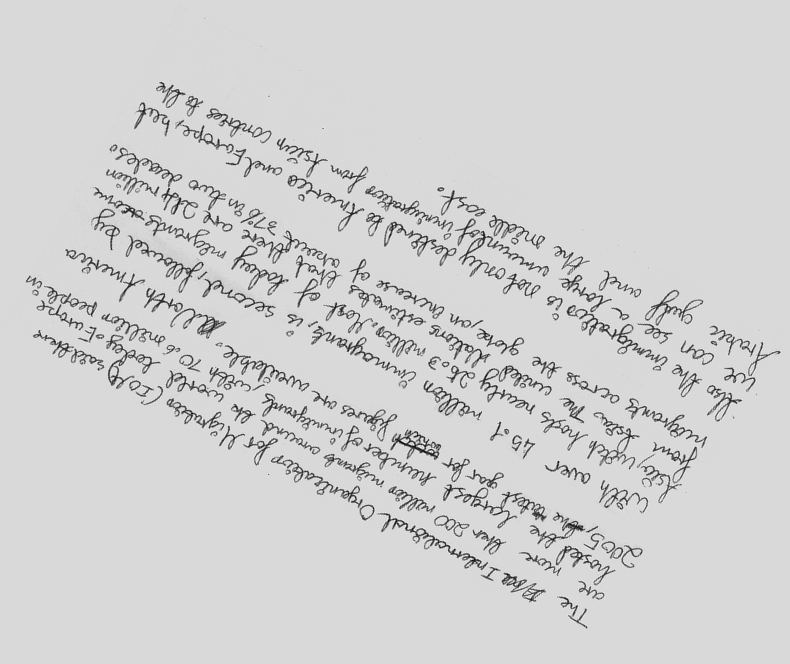 The International Organization for Migration (IOM) said there
are more then 200 million migrants around the world today. Europe
hosted the largest number of immigrants, with 70.6 million people in
2005, the latest year for which figures are available. North America
with over 45.1 million immigrants, is second, followed by
Asia, witch hosts nearly 25.3 million. Most of today migrants come
from Asia. The united Nations estimates that there are 214 million
migrants across the globe, an increase of about 37% in two decades.
Also the immigration is not only destined to America and Europe, but
we can see a large amount of immigration from Asian contries to the
Arabic gulf and the middle east.